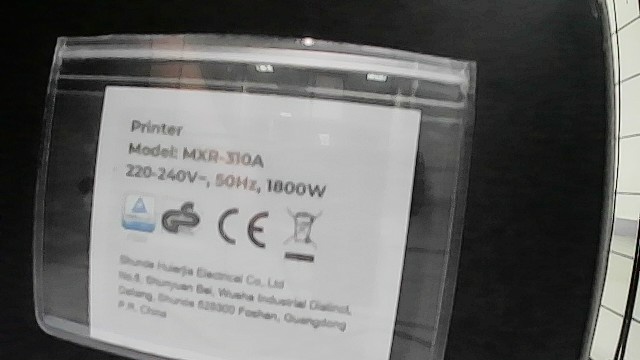 Printer
Model: MXR-310A
220-240V~, 50Hz, 1800W
CE
Shunde Huierjia Electrical Co., Ltd
No.6, Shunyuan Bei, Wusha Industrial District,
Daliang, Shunde 528300 Foshan, Guangdong
P.R. China